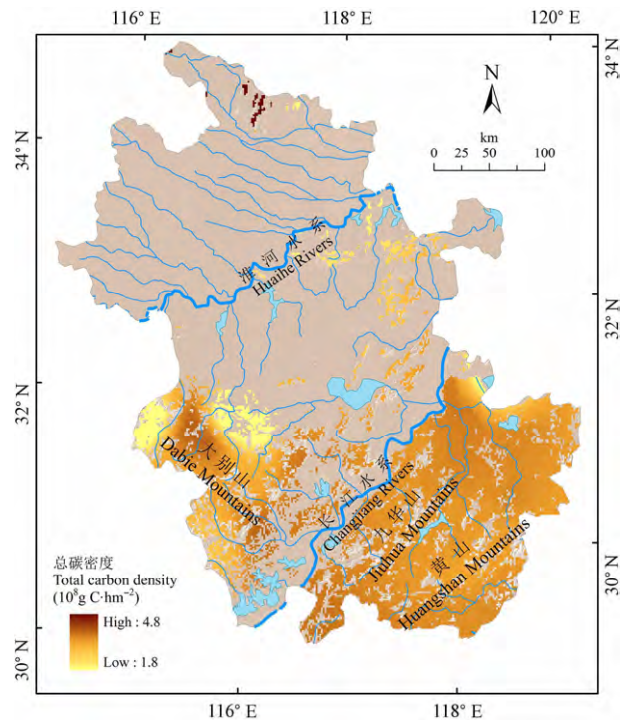 116° E
118° E
120° E
34° N
N
km
0 25 50 100
34° N
淮河水系
Huaihe Rivers
32° N
32° N
大别山
Dabie Mountains
长江水系
Changjiang Rivers
九华山
Jiuhua Mountains
黄山
Huangshan Mountains
30° N
总碳密度
Total carbon density
(10⁸g C·hm⁻²)
High : 4.8
Low : 1.8
30° N
116° E
118° E